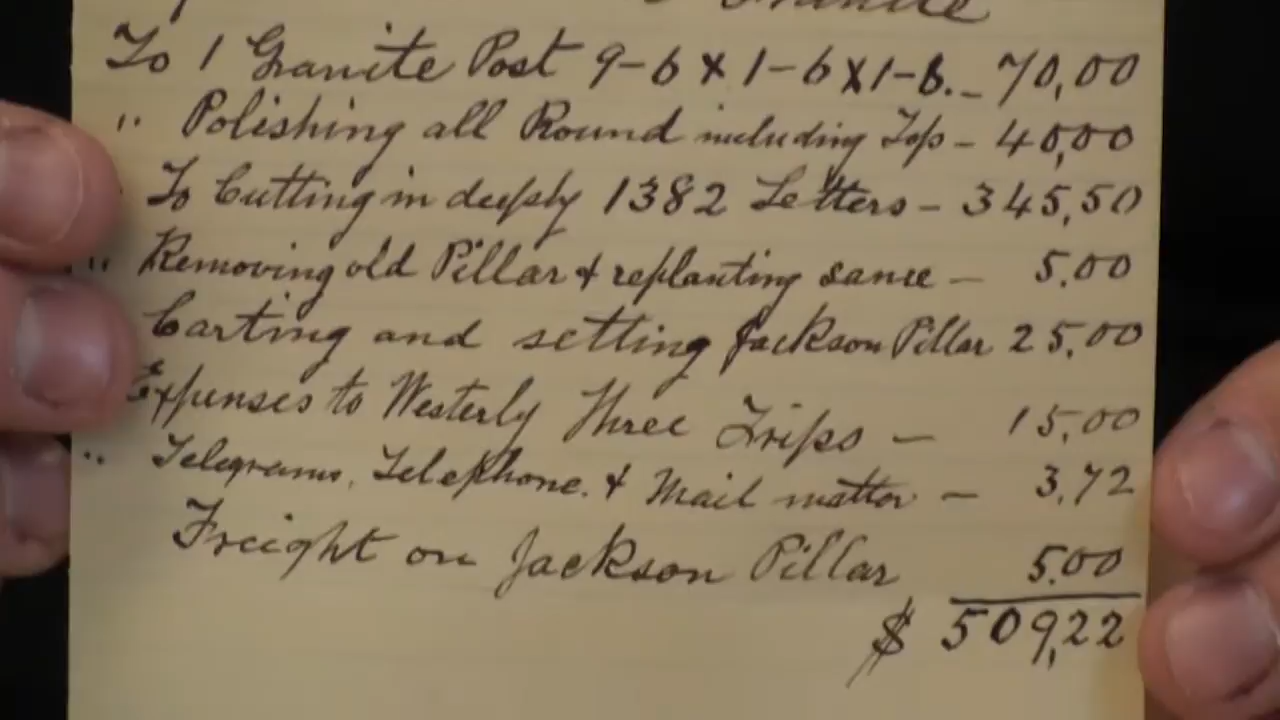 Granite
To 1 Granite Post 9-6 x 1-6 x 1-6. - 70,00
" Polishing all Round including Top - 40,00
" To Cutting in deeply 1382 Letters - 345,50
" Removing old Pillar & replanting same - 5,00
Carting and setting Jackson Pillar 25,00
Expenses to Westerly Three Trips - 15,00
" Telegrams, Telephone, & Mail matter - 3,72
Freight on Jackson Pillar 5.00
$ 509,22